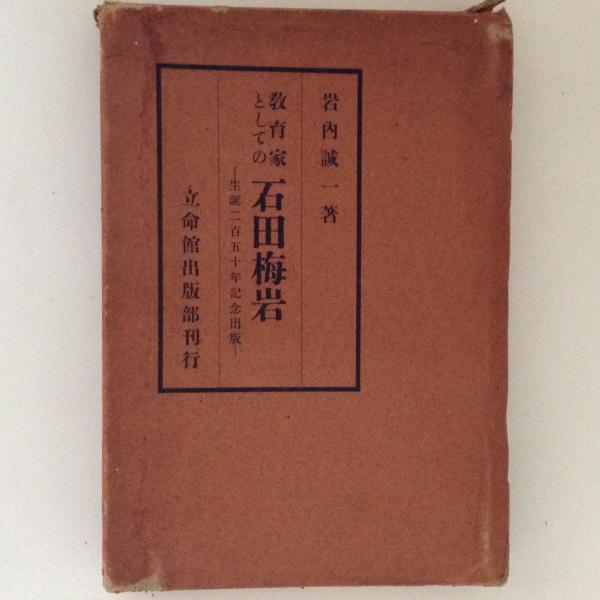 岩內誠一著
教育家
としての
石田梅岩
―生誕二百五十年記念出版―
立命館出版部刊行